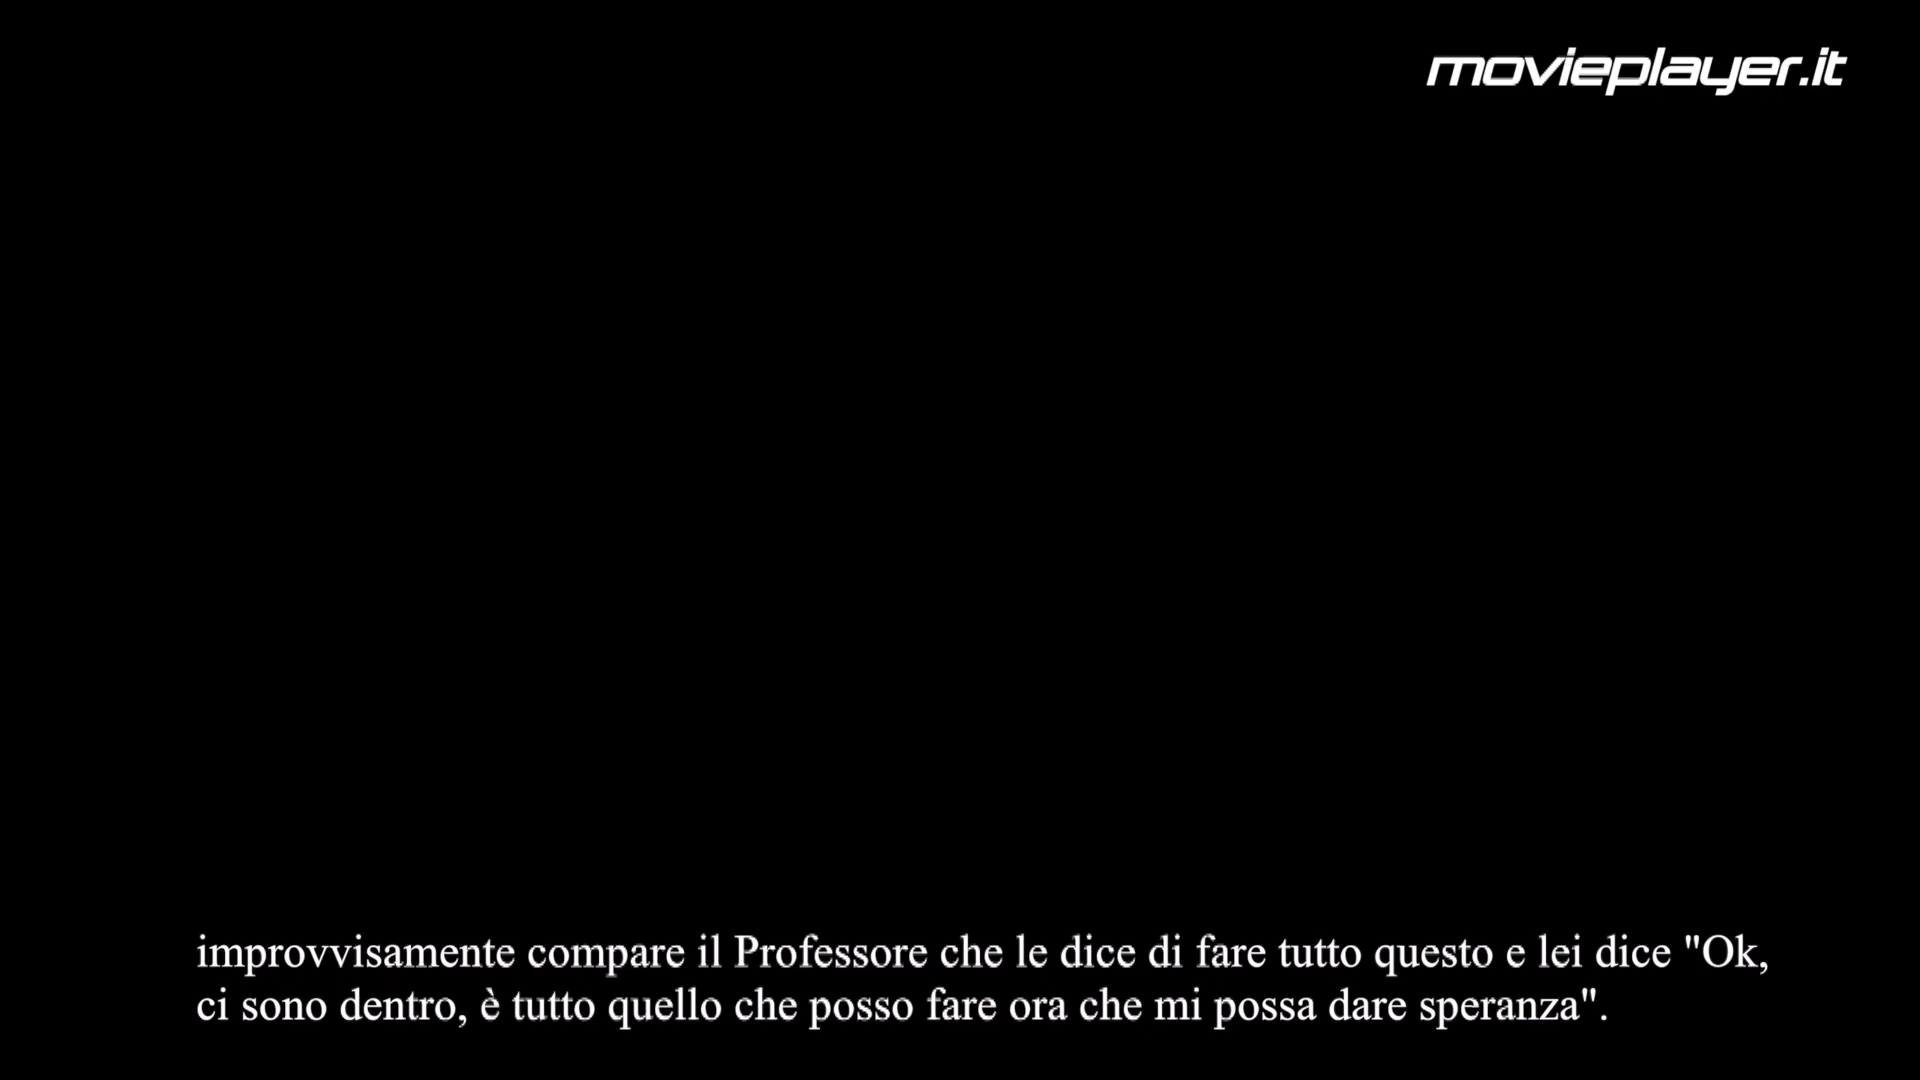 movieplayer.it
improvvisamente compare il Professore che le dice di fare tutto questo e lei dice "Ok,
ci sono dentro, è tutto quello che posso fare ora che mi possa dare speranza".